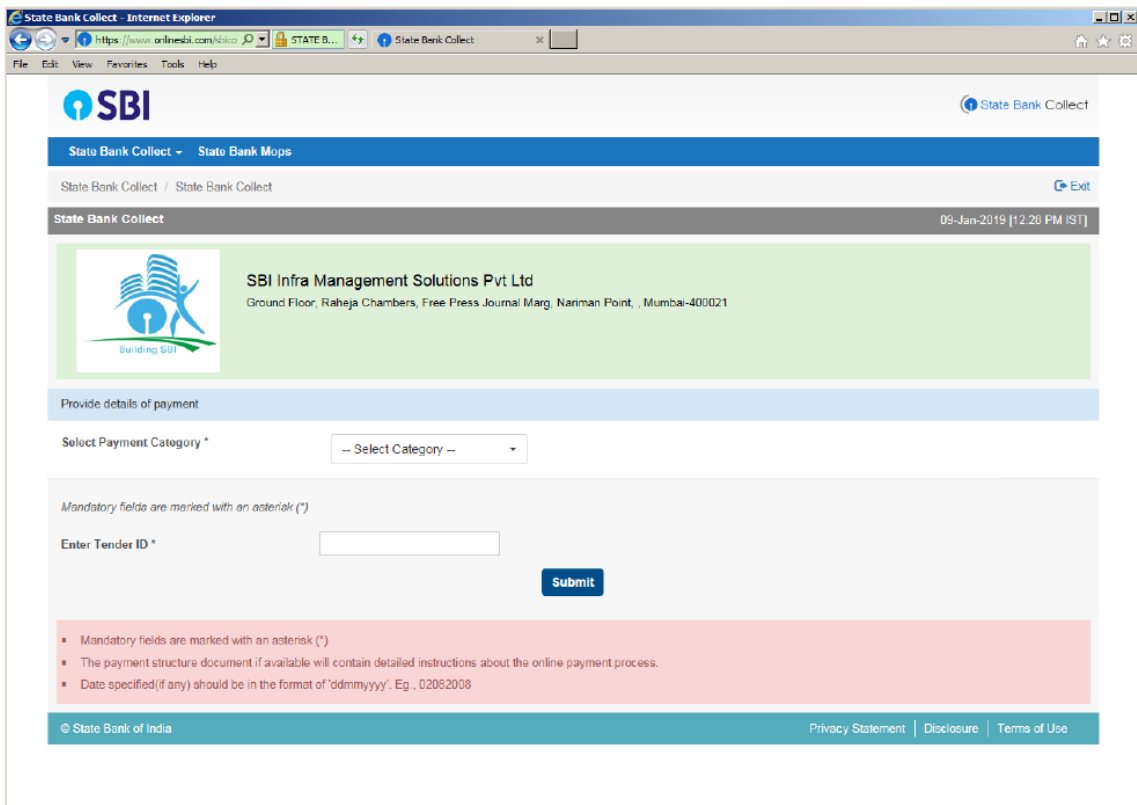 State Bank Collect - Internet Explorer
https://www.onlinesbi.com/sbico STATE B... State Bank Collect
File Edit View Favorites Tools Help
SBI State Bank Collect
State Bank Collect State Bank Mops
State Bank Collect / State Bank Collect Exit
State Bank Collect 09-Jan-2019 [12.28 PM IST]
SBI Infra Management Solutions Pvt Ltd
Ground Floor, Raheja Chambers, Free Press Journal Marg, Nariman Point, , Mumbai-400021
Building SBI
Provide details of payment
Select Payment Category * -- Select Category --
Mandatory fields are marked with an asterisk (*)
Enter Tender ID *
Submit
Mandatory fields are marked with an asterisk (*)
The payment structure document if available will contain detailed instructions about the online payment process.
Date specified(if any) should be in the format of 'ddmmyyyy'. Eg., 02082008
© State Bank of India Privacy Statement Disclosure Terms of Use